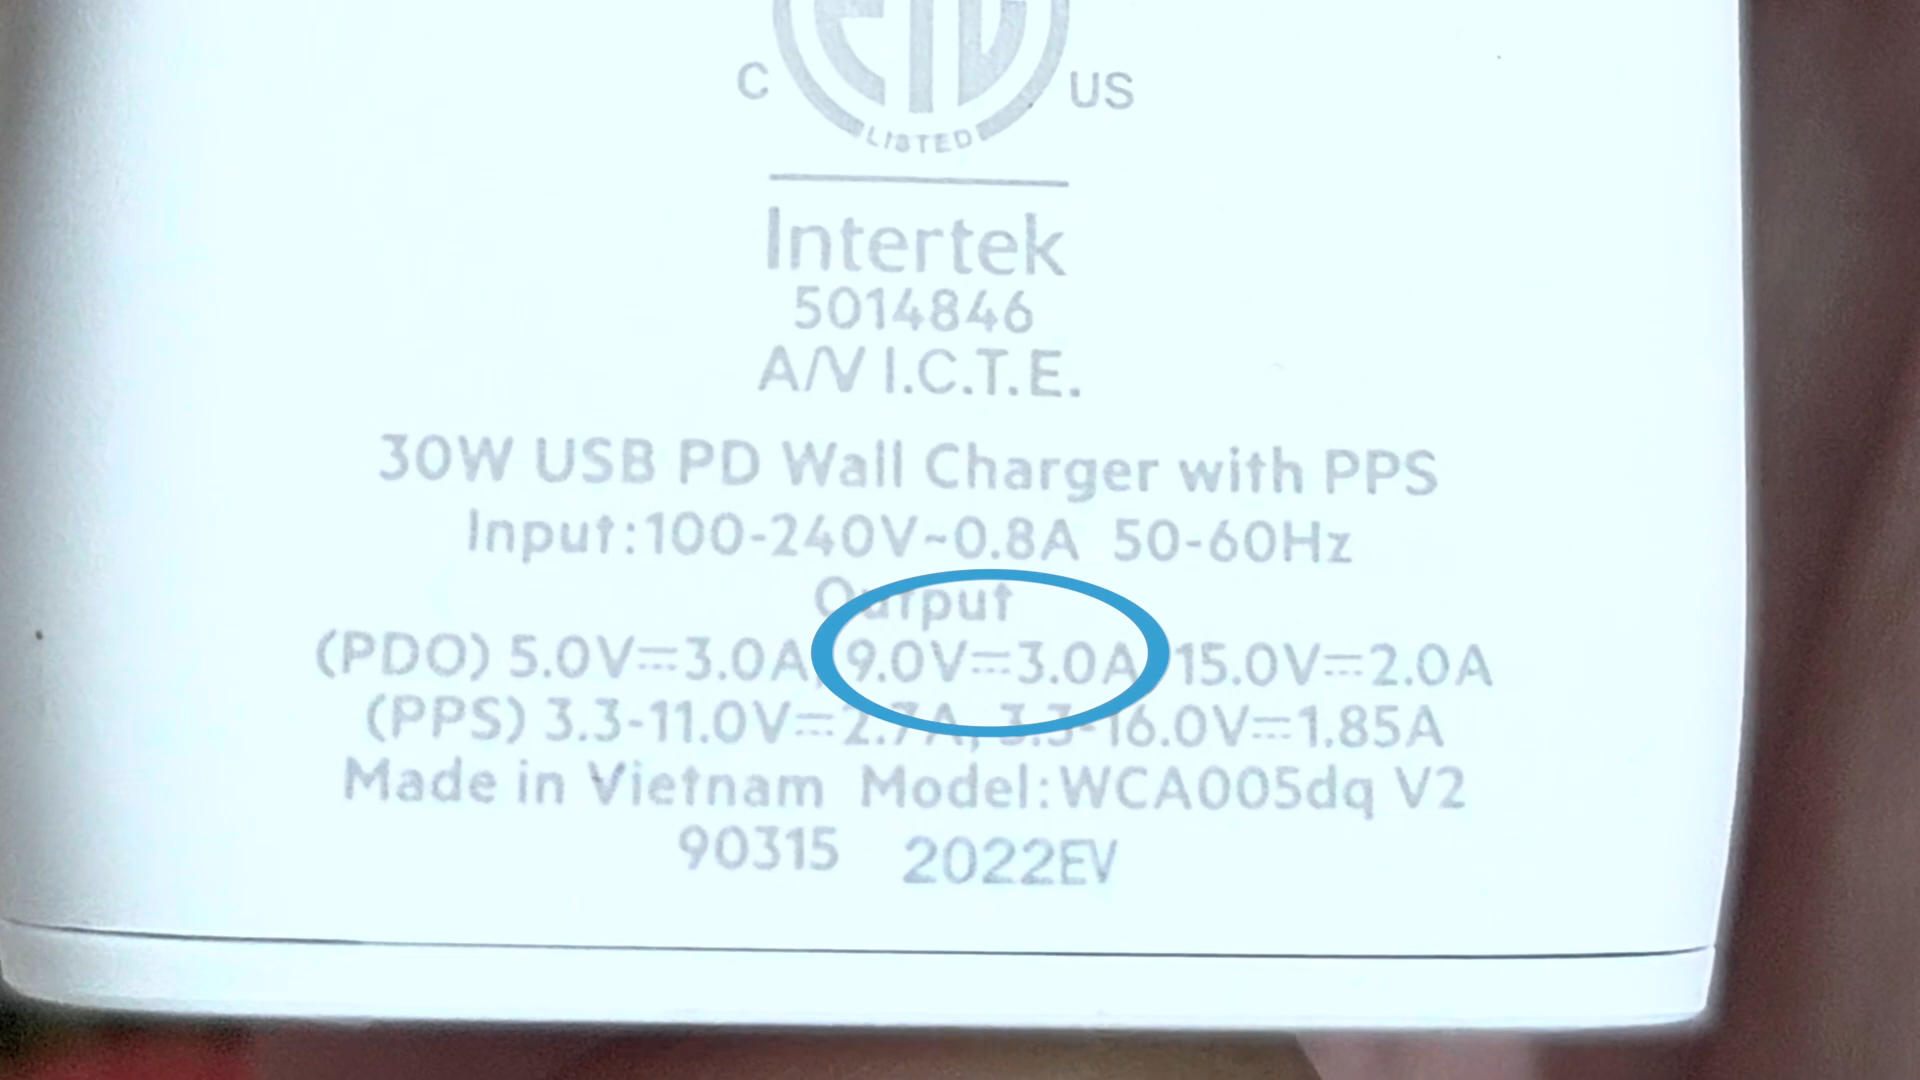 ETL
C US
LISTED
Intertek
5014846
A/V I.C.T.E.
30W USB PD Wall Charger with PPS
Input:100-240V~0.8A 50-60Hz
Output
(PDO) 5.0V⎓3.0A, 9.0V⎓3.0A, 15.0V⎓2.0A
(PPS) 3.3-11.0V⎓2.7A, 3.3-16.0V⎓1.85A
Made in Vietnam Model:WCA005dq V2
90315 2022EV